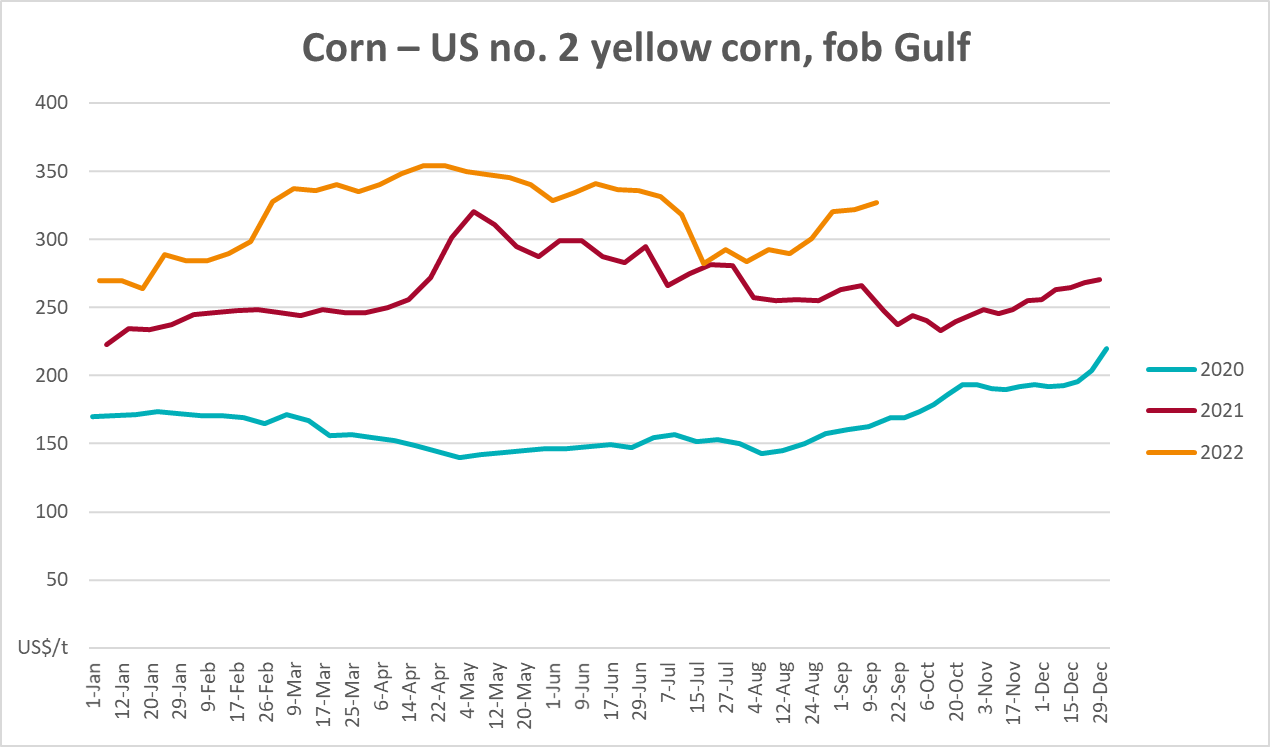 Corn – US no. 2 yellow corn, fob Gulf
400
350
300
250
200
150
100
50
US$/t
2020
2021
2022
1-Jan
12-Jan
20-Jan
29-Jan
9-Feb
17-Feb
26-Feb
9-Mar
17-Mar
25-Mar
6-Apr
14-Apr
22-Apr
4-May
12-May
20-May
1-Jun
9-Jun
17-Jun
29-Jun
7-Jul
15-Jul
27-Jul
4-Aug
12-Aug
24-Aug
1-Sep
9-Sep
22-Sep
6-Oct
20-Oct
3-Nov
17-Nov
1-Dec
15-Dec
29-Dec